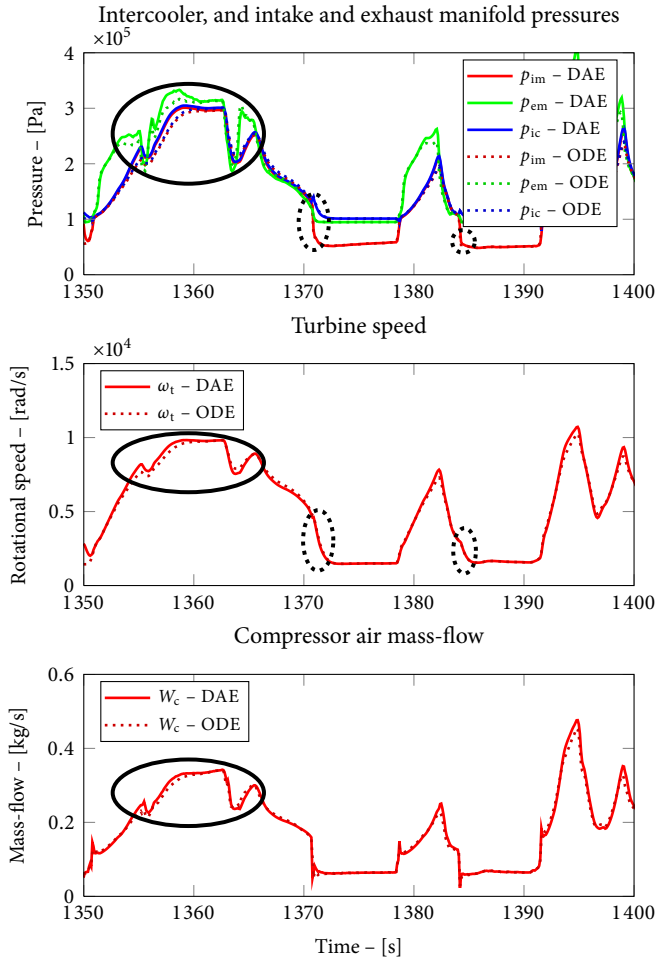 Intercooler, and intake and exhaust manifold pressures
×10⁵
4
3
2
1
0
Pressure – [Pa]
p_im – DAE
p_em – DAE
p_ic – DAE
p_im – ODE
p_em – ODE
p_ic – ODE
1350 1360 1370 1380 1390 1400
Turbine speed
×10⁴
1.5
1
0.5
0
Rotational speed – [rad/s]
ω_t – DAE
ω_t – ODE
1350 1360 1370 1380 1390 1400
Compressor air mass-flow
0.6
0.4
0.2
0
Mass-flow – [kg/s]
W_c – DAE
W_c – ODE
1350 1360 1370 1380 1390 1400
Time – [s]